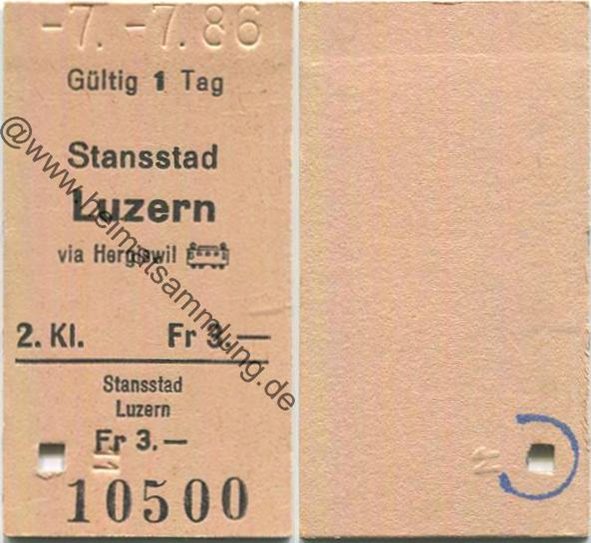 -7. -7. 86
Gültig 1 Tag
Stansstad
Luzern
via Hergiswil
2. Kl. Fr 3.—
Stansstad
Luzern
Fr 3.—
10500
@www.heimatsammlung.de